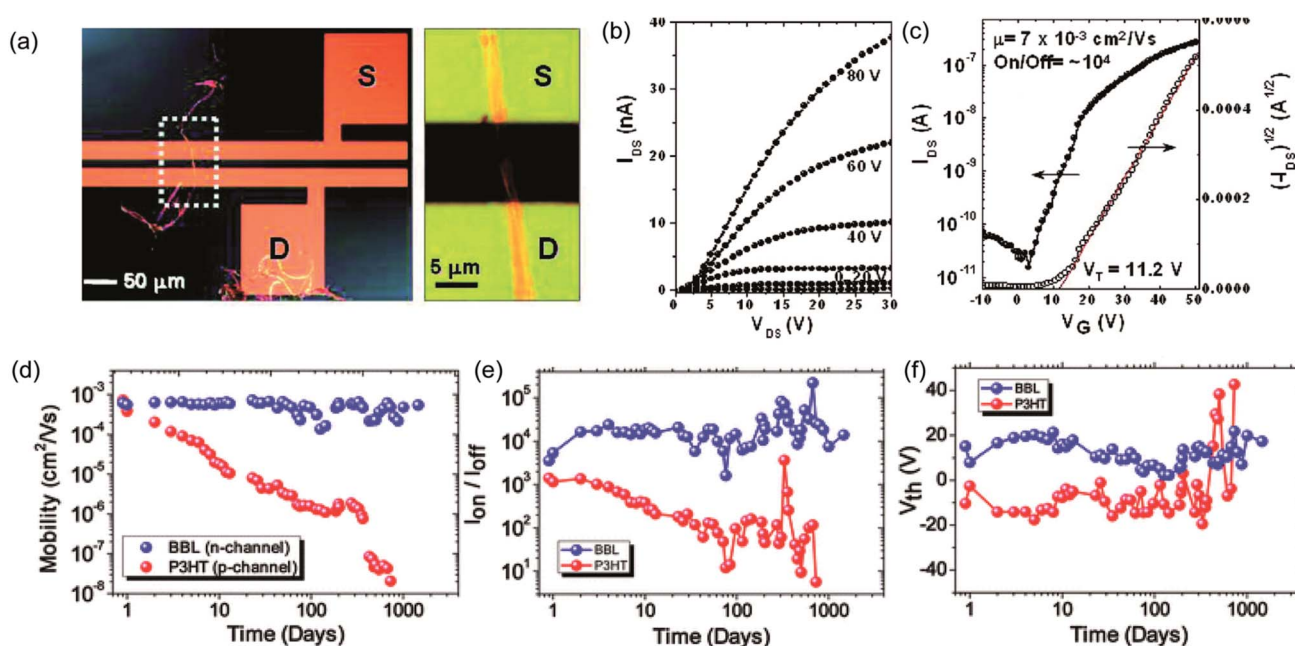 (a)
S
D
50 μm
S
D
5 μm
(b)
I_DS (nA)
40
30
20
10
0
80 V
60 V
40 V
0, 20 V
0 5 10 15 20 25 30
V_DS (V)
(c)
μ= 7 x 10⁻³ cm²/Vs
On/Off= ~10⁴
I_DS (A)
10⁻⁷
10⁻⁸
10⁻⁹
10⁻¹⁰
10⁻¹¹
V_T = 11.2 V
-10 0 10 20 30 40 50
V_G (V)
0.0004
0.0002
0.0000
(-I_DS)^1/2 (A^1/2)
(d)
Mobility (cm²/Vs)
10⁻³
10⁻⁴
10⁻⁵
10⁻⁶
10⁻⁷
10⁻⁸
BBL (n-channel)
P3HT (p-channel)
1 10 100 1000
Time (Days)
(e)
I_on / I_off
10⁵
10⁴
10³
10²
10¹
BBL
P3HT
1 10 100 1000
Time (Days)
(f)
V_th (V)
40
20
0
-20
-40
BBL
P3HT
1 10 100 1000
Time (Days)